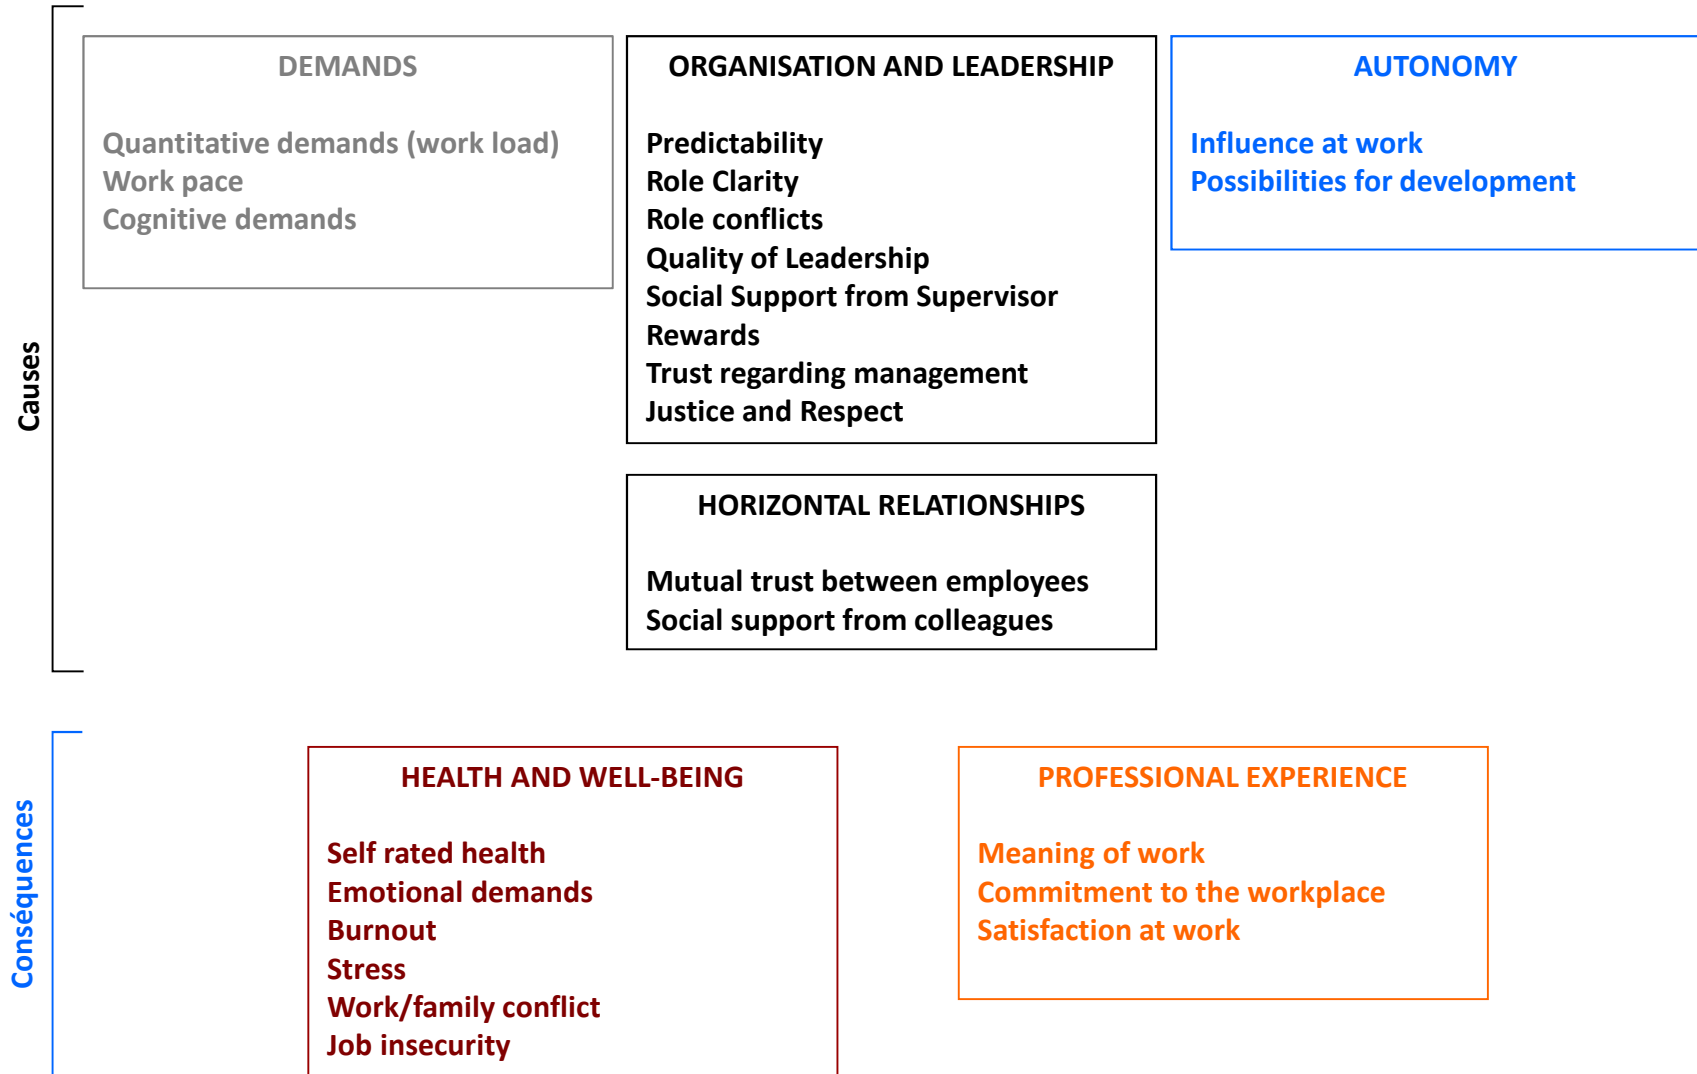 Causes
DEMANDS
Quantitative demands (work load)
Work pace
Cognitive demands
ORGANISATION AND LEADERSHIP
Predictability
Role Clarity
Role conflicts
Quality of Leadership
Social Support from Supervisor
Rewards
Trust regarding management
Justice and Respect
AUTONOMY
Influence at work
Possibilities for development
HORIZONTAL RELATIONSHIPS
Mutual trust between employees
Social support from colleagues
Conséquences
HEALTH AND WELL-BEING
Self rated health
Emotional demands
Burnout
Stress
Work/family conflict
Job insecurity
PROFESSIONAL EXPERIENCE
Meaning of work
Commitment to the workplace
Satisfaction at work